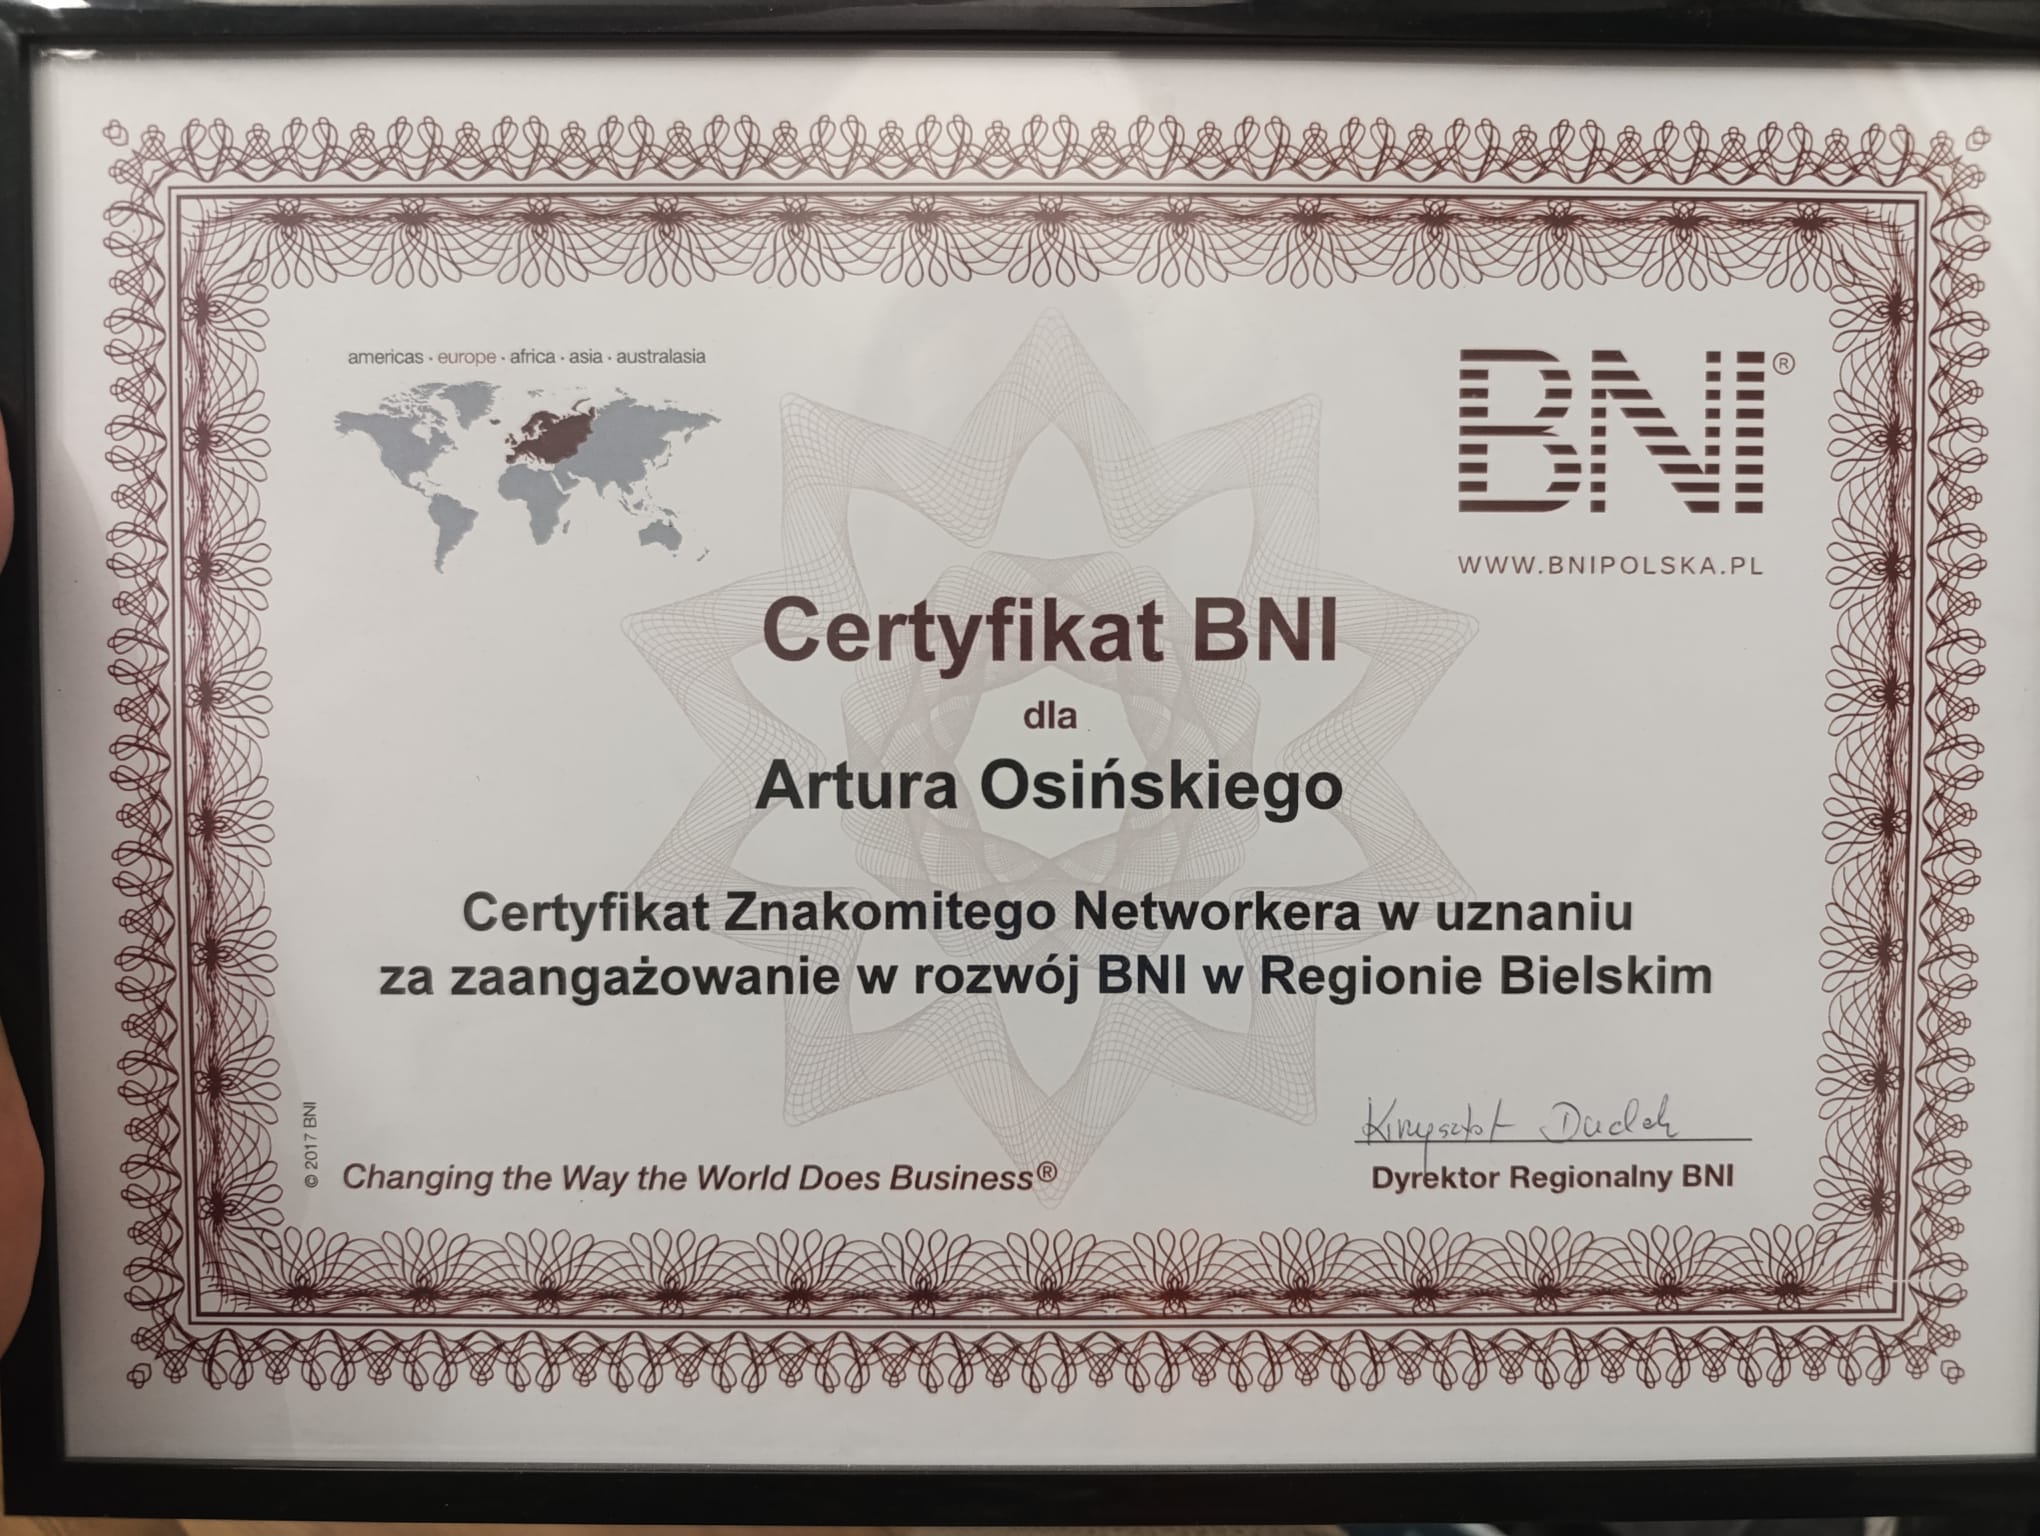 americas · europe · africa · asia · australasia
BNI®
WWW.BNIPOLSKA.PL
Certyfikat BNI
dla
Artura Osińskiego
Certyfikat Znakomitego Networkera w uznaniu
za zaangażowanie w rozwój BNI w Regionie Bielskim
Krzysztof Dudek
Dyrektor Regionalny BNI
© 2017 BNI
Changing the Way the World Does Business®